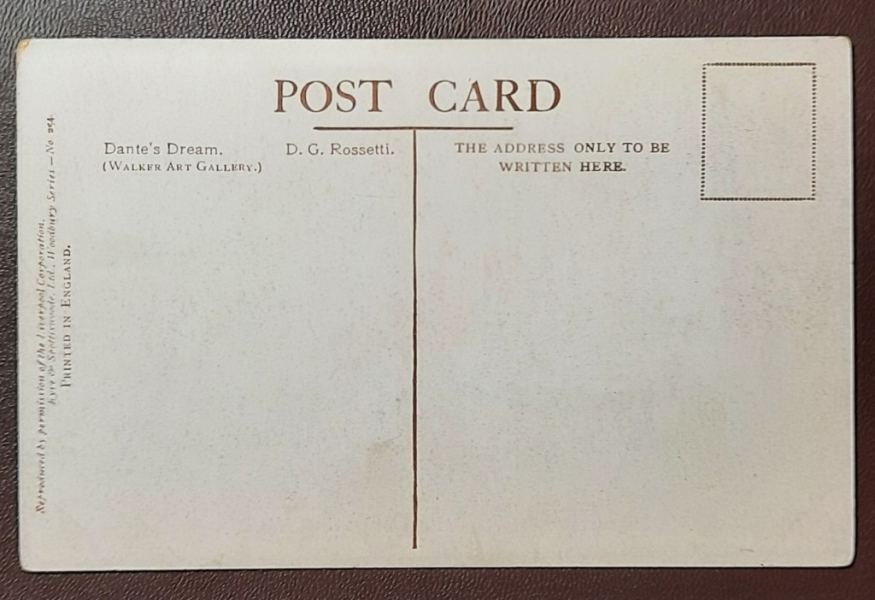 POST CARD
Dante's Dream. D. G. Rossetti.
(WALKER ART GALLERY.)
THE ADDRESS ONLY TO BE
WRITTEN HERE.
Reproduced by permission of the Liverpool Corporation.
Eyre & Spottiswoode, Ltd., Woodbury Series—No. 254.
PRINTED IN ENGLAND.